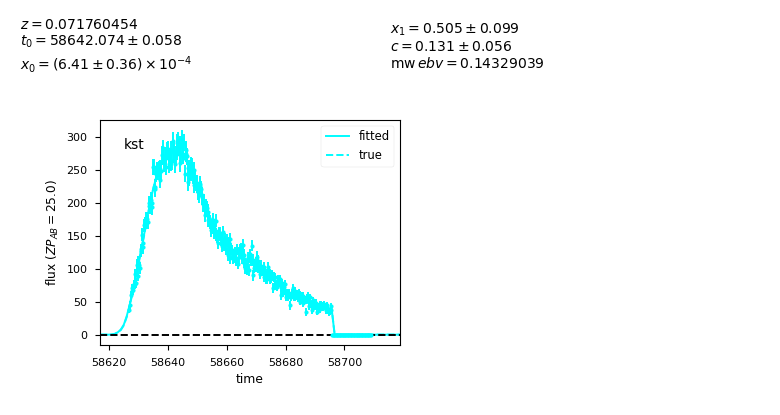 z = 0.071760454
t₀ = 58642.074 ± 0.058
x₀ = (6.41 ± 0.36) × 10⁻⁴
x₁ = 0.505 ± 0.099
c = 0.131 ± 0.056
mw ebv = 0.14329039
kst
fitted
true
300
250
200
150
100
50
0
flux (ZP_AB = 25.0)
58620 58640 58660 58680 58700
time